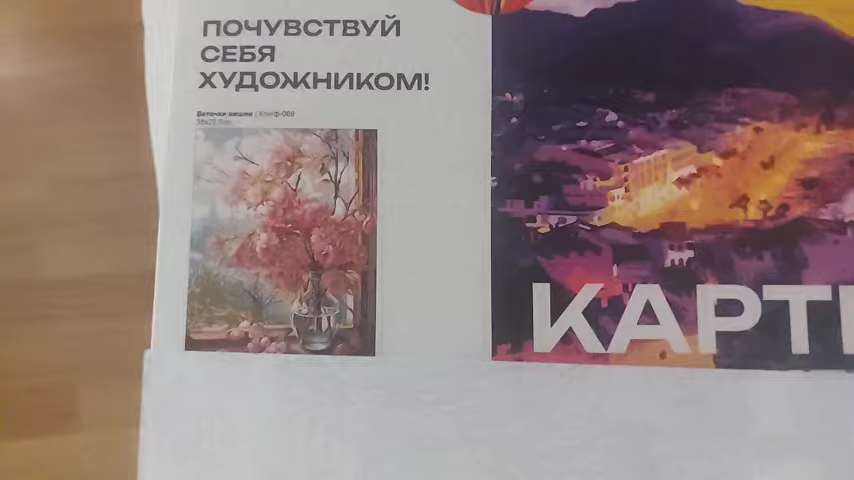 ПОЧУВСТВУЙ
СЕБЯ
ХУДОЖНИКОМ!
Веточки вишни
КАРТ